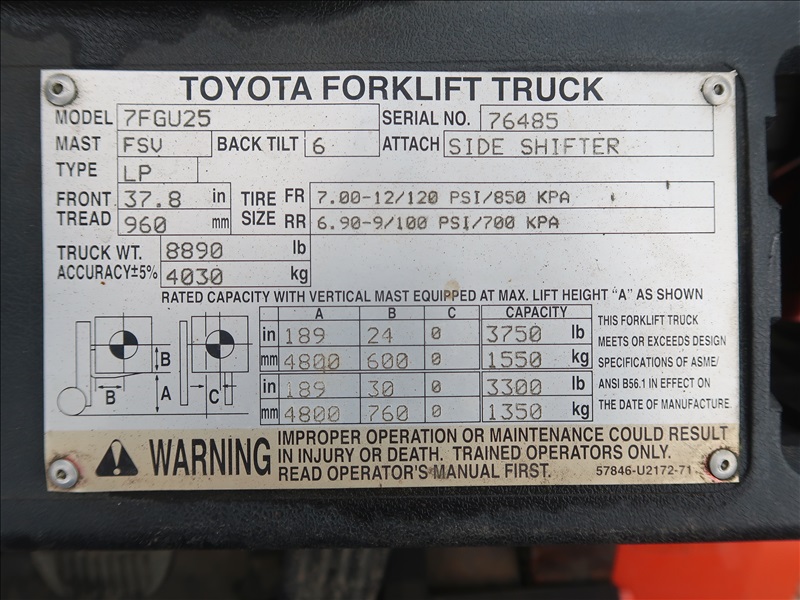 TOYOTA FORKLIFT TRUCK
MODEL 7FGU25 SERIAL NO. 76485
MAST FSV BACK TILT 6 ATTACH SIDE SHIFTER
TYPE LP
FRONT TREAD 37.8 in 960 mm
TIRE SIZE FR 7.00-12/120 PSI/850 KPA
RR 6.90-9/100 PSI/700 KPA
TRUCK WT. 8890 lb
ACCURACY±5% 4030 kg
RATED CAPACITY WITH VERTICAL MAST EQUIPPED AT MAX. LIFT HEIGHT "A" AS SHOWN
B B A C
A B C CAPACITY
in 189 24 0 3750 lb
mm 4800 600 0 1550 kg
in 189 30 0 3300 lb
mm 4800 760 0 1350 kg
THIS FORKLIFT TRUCK
MEETS OR EXCEEDS DESIGN
SPECIFICATIONS OF ASME/
ANSI B56.1 IN EFFECT ON
THE DATE OF MANUFACTURE.
WARNING
IMPROPER OPERATION OR MAINTENANCE COULD RESULT
IN INJURY OR DEATH. TRAINED OPERATORS ONLY.
READ OPERATOR'S MANUAL FIRST. 57846-U2172-71